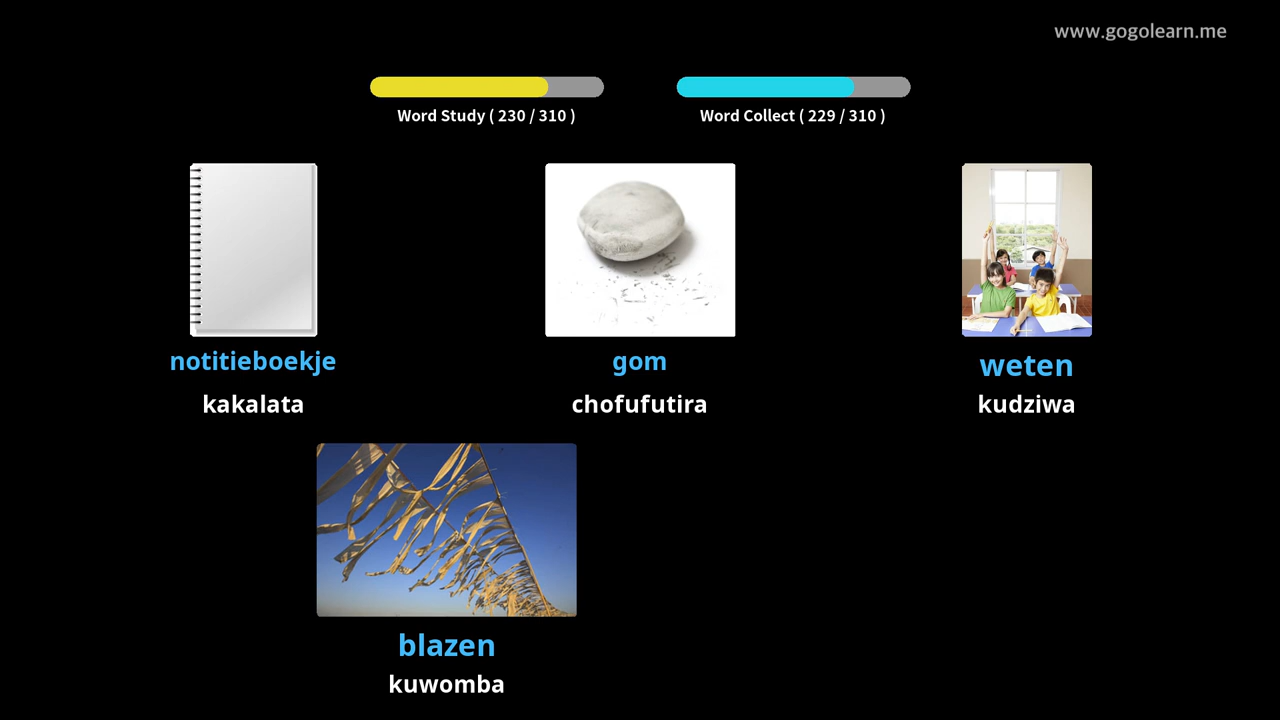 www.gogolearn.me
Word Study ( 230 / 310 )
Word Collect ( 229 / 310 )
notitieboekje
gom
weten
kakalata
chofufutira
kudziwa
blazen
kuwomba